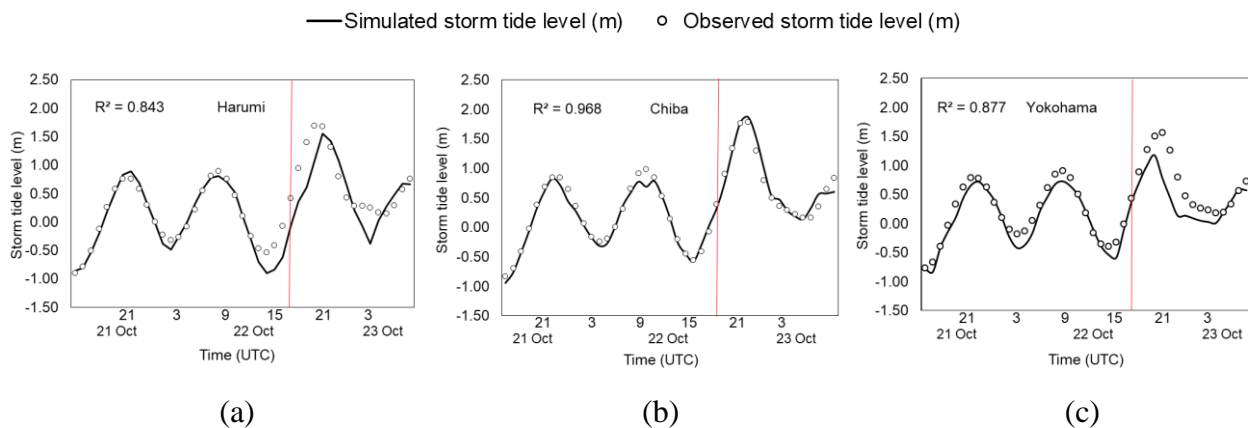 Simulated storm tide level (m) Observed storm tide level (m)
Storm tide level (m)
2.50
2.00
1.50
1.00
0.50
0.00
-0.50
-1.00
-1.50
R² = 0.843 Harumi
21 3 9 15 21 3
21 Oct 22 Oct 23 Oct
Time (UTC)
(a)
Storm tide level (m)
2.50
2.00
1.50
1.00
0.50
0.00
-0.50
-1.00
-1.50
R² = 0.968 Chiba
21 3 9 15 21 3
21 Oct 22 Oct 23 Oct
Time (UTC)
(b)
Storm tide level (m)
2.50
2.00
1.50
1.00
0.50
0.00
-0.50
-1.00
-1.50
R² = 0.877 Yokohama
21 3 9 15 21 3
21 Oct 22 Oct 23 Oct
Time (UTC)
(c)